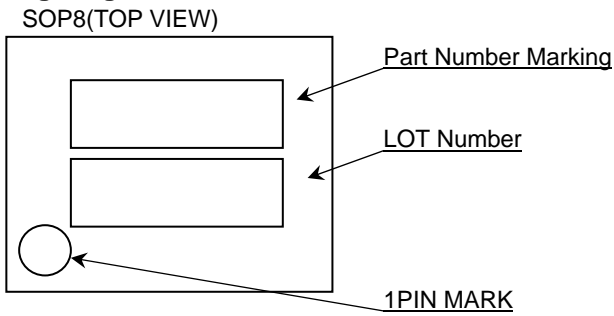 SOP8(TOP VIEW)
Part Number Marking
LOT Number
1PIN MARK